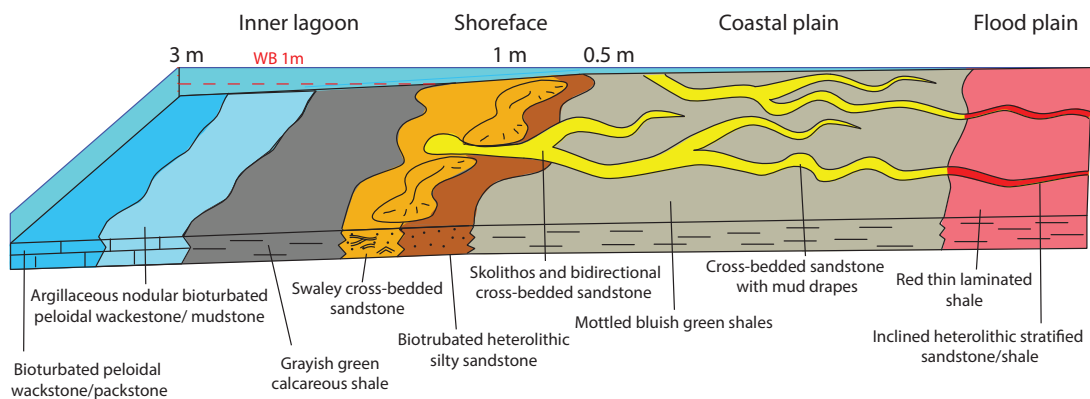 Inner lagoon
Shoreface
Coastal plain
Flood plain
3 m
WB 1m
1 m
0.5 m
Argillaceous nodular bioturbated
peloidal wackestone/ mudstone
Bioturbated peloidal
wackstone/packstone
Grayish green
calcareous shale
Swaley cross-bedded
sandstone
Biotrubated heterolithic
silty sandstone
Skolithos and bidirectional
cross-bedded sandstone
Mottled bluish green shales
Cross-bedded sandstone
with mud drapes
Red thin laminated
shale
Inclined heterolithic stratified
sandstone/shale